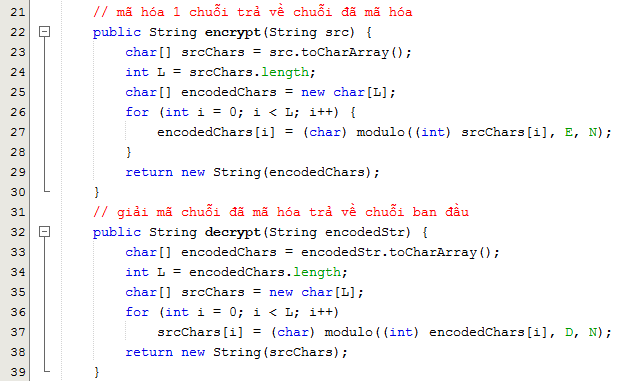 21 // mã hóa 1 chuỗi trả về chuỗi đã mã hóa
22 public String encrypt(String src) {
23 char[] srcChars = src.toCharArray();
24 int L = srcChars.length;
25 char[] encodedChars = new char[L];
26 for (int i = 0; i < L; i++) {
27 encodedChars[i] = (char) modulo((int) srcChars[i], E, N);
28 }
29 return new String(encodedChars);
30 }
31 // giải mã chuỗi đã mã hóa trả về chuỗi ban đầu
32 public String decrypt(String encodedStr) {
33 char[] encodedChars = encodedStr.toCharArray();
34 int L = encodedChars.length;
35 char[] srcChars = new char[L];
36 for (int i = 0; i < L; i++)
37 srcChars[i] = (char) modulo((int) encodedChars[i], D, N);
38 return new String(srcChars);
39 }